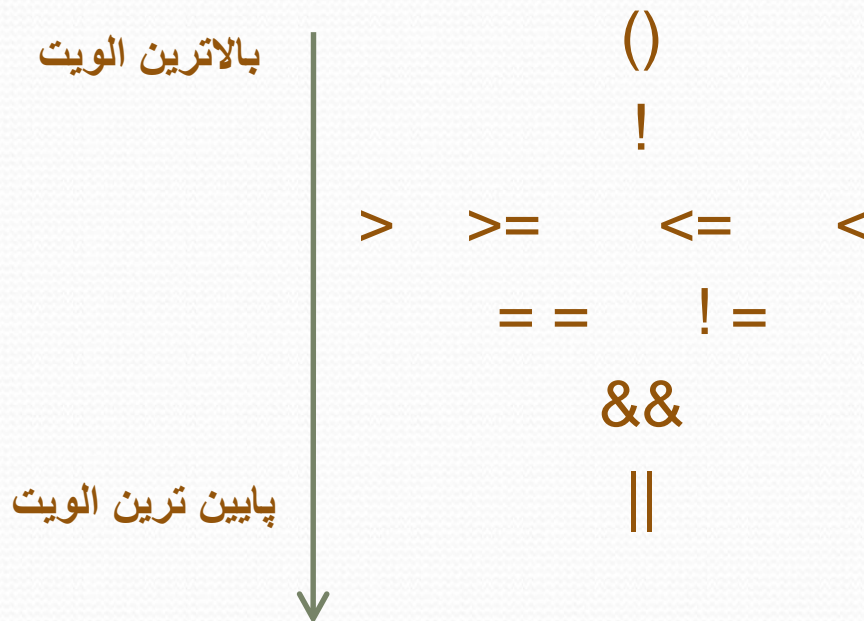 بالاترین الویت
()
!
> >= <= <
= = ! =
&&
پایین ترین الویت
||